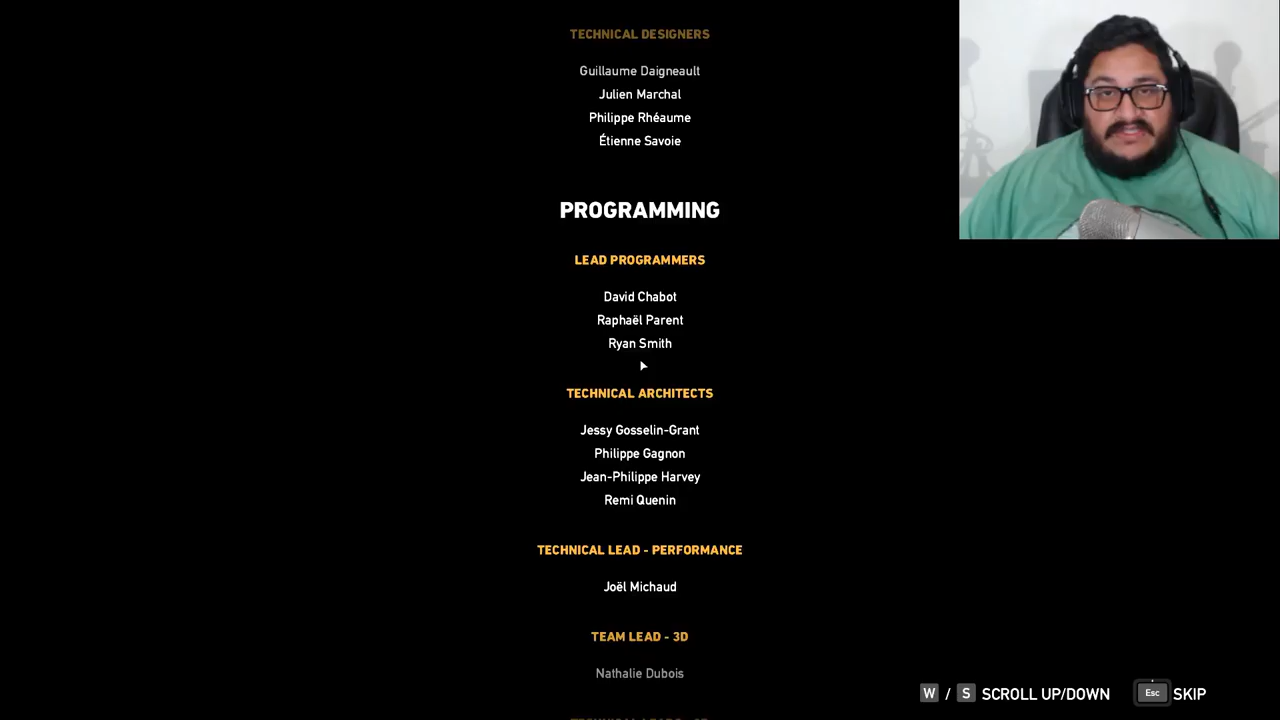 TECHNICAL DESIGNERS
Guillaume Daigneault
Julien Marchal
Philippe Rhéaume
Étienne Savoie
PROGRAMMING
LEAD PROGRAMMERS
David Chabot
Raphaël Parent
Ryan Smith
TECHNICAL ARCHITECTS
Jessy Gosselin-Grant
Philippe Gagnon
Jean-Philippe Harvey
Remi Quenin
TECHNICAL LEAD - PERFORMANCE
Joël Michaud
TEAM LEAD - 3D
Nathalie Dubois
W / S SCROLL UP/DOWN Esc SKIP